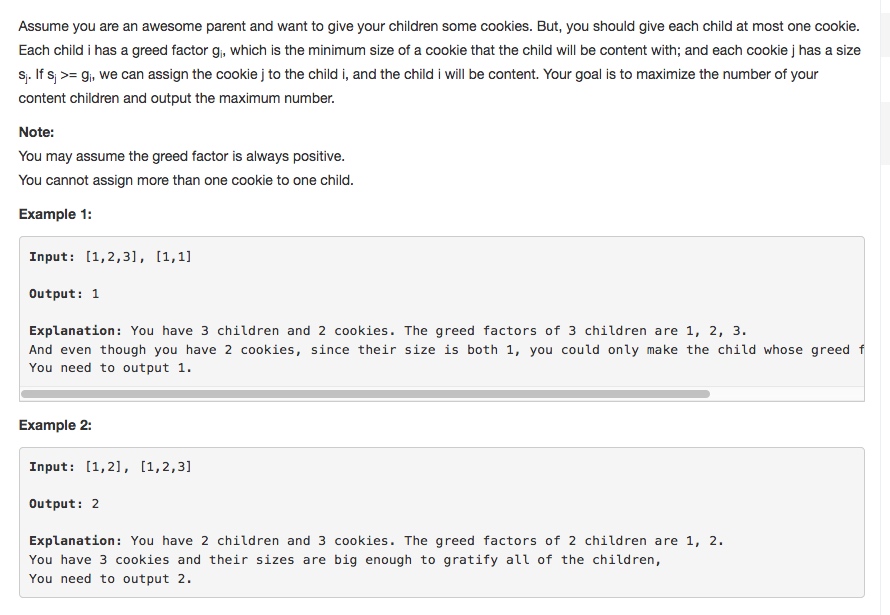 Assume you are an awesome parent and want to give your children some cookies. But, you should give each child at most one cookie.
Each child i has a greed factor gi, which is the minimum size of a cookie that the child will be content with; and each cookie j has a size
sj. If sj >= gi, we can assign the cookie j to the child i, and the child i will be content. Your goal is to maximize the number of your
content children and output the maximum number.
Note:
You may assume the greed factor is always positive.
You cannot assign more than one cookie to one child.
Example 1:
Input: [1,2,3], [1,1]
Output: 1
Explanation: You have 3 children and 2 cookies. The greed factors of 3 children are 1, 2, 3.
And even though you have 2 cookies, since their size is both 1, you could only make the child whose greed f
You need to output 1.
Example 2:
Input: [1,2], [1,2,3]
Output: 2
Explanation: You have 2 children and 3 cookies. The greed factors of 2 children are 1, 2.
You have 3 cookies and their sizes are big enough to gratify all of the children,
You need to output 2.